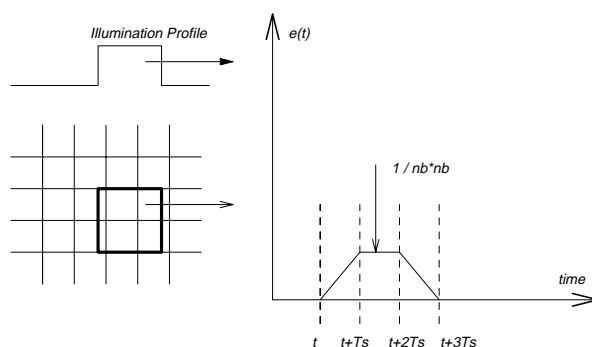 Illumination Profile
e(t)
1 / nb*nb
time
t
t+Ts
t+2Ts
t+3Ts